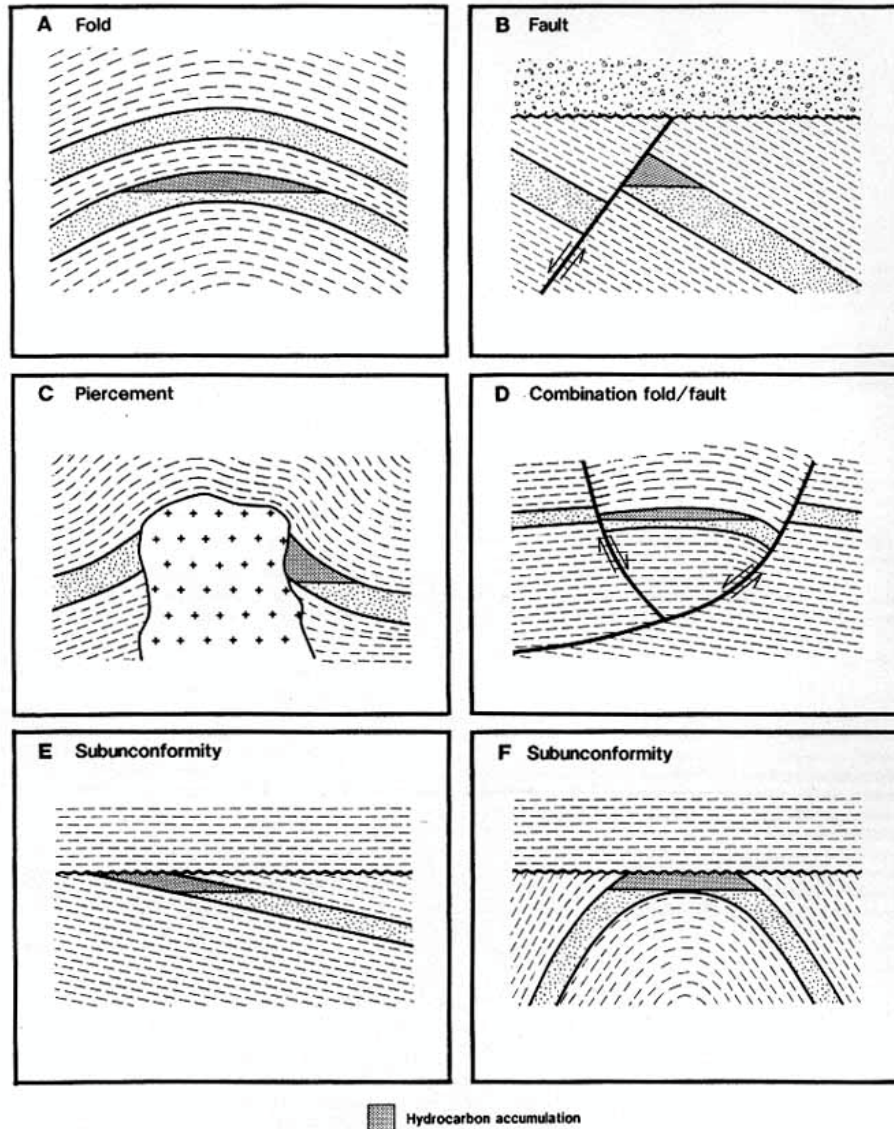 A Fold
B Fault
C Piercement
D Combination fold/fault
E Subunconformity
F Subunconformity
Hydrocarbon accumulation